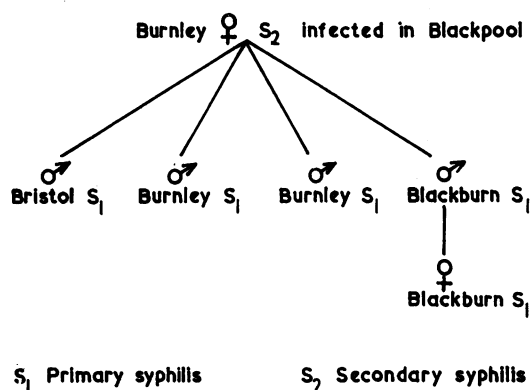 Burnley ♀ S₂ infected in Blackpool
♂ ♂ ♂ ♂
Bristol S₁ Burnley S₁ Burnley S₁ Blackburn S₁
♀
Blackburn S₁
S₁ Primary syphilis S₂ Secondary syphilis